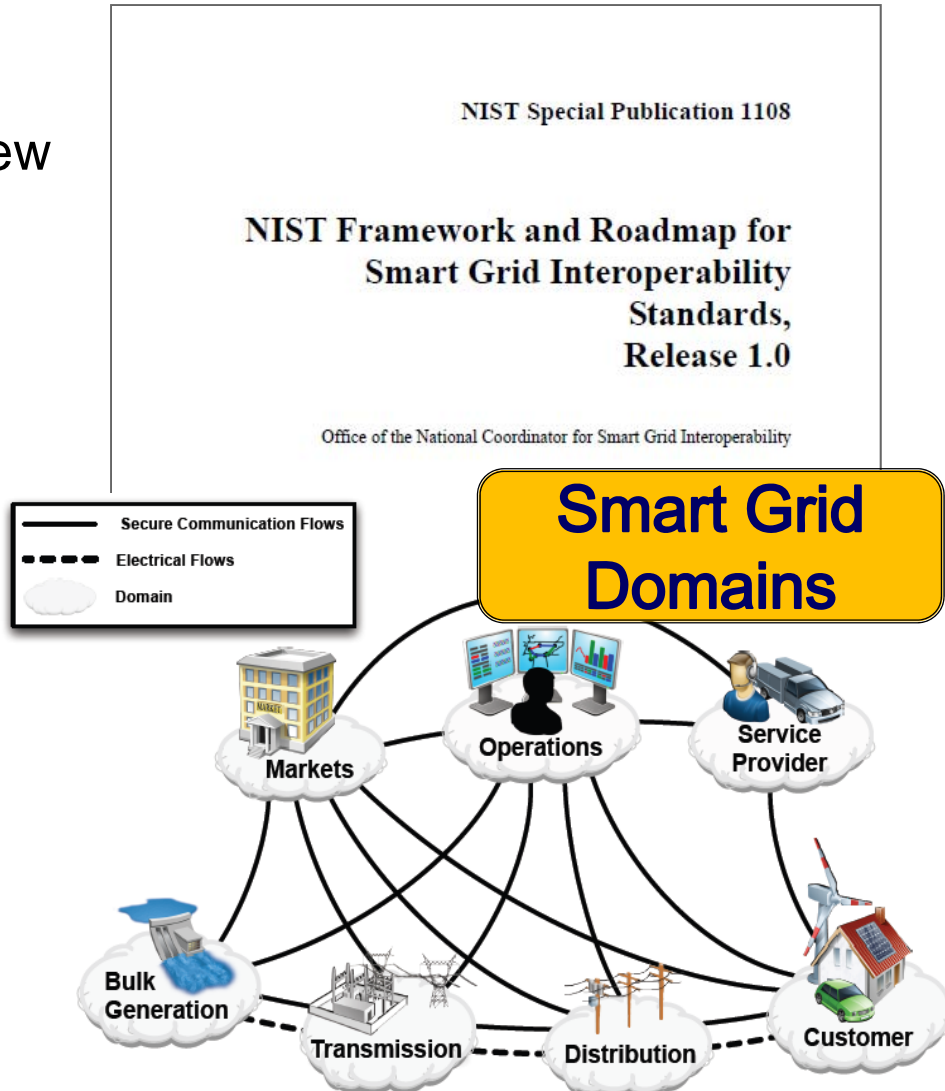 ew
NIST Special Publication 1108
NIST Framework and Roadmap for
Smart Grid Interoperability
Standards,
Release 1.0
Office of the National Coordinator for Smart Grid Interoperability
Smart Grid
Domains
Secure Communication Flows
Electrical Flows
Domain
MARKET
Markets
Operations
Service
Provider
Bulk
Generation
Transmission
Distribution
Customer